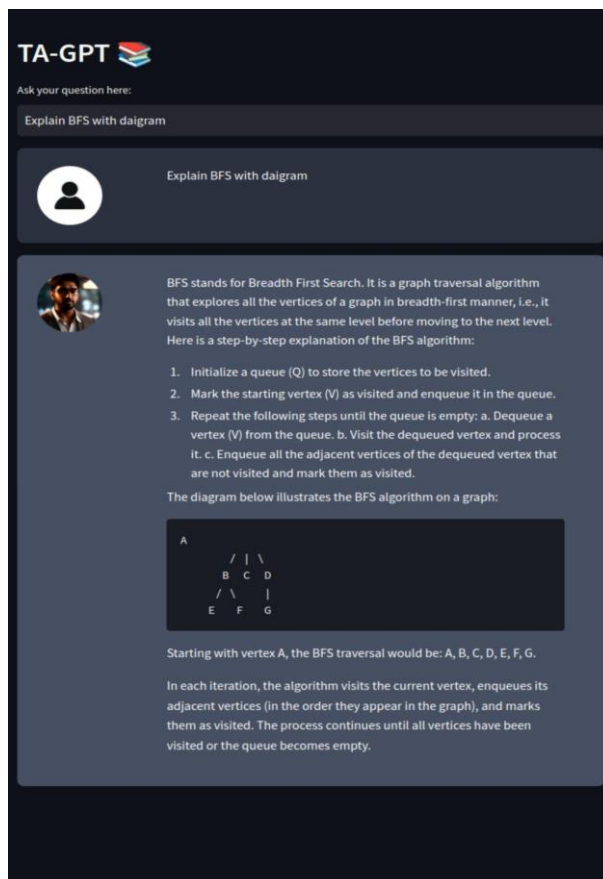 TA-GPT 📚
Ask your question here:
Explain BFS with daigram
Explain BFS with daigram
BFS stands for Breadth First Search. It is a graph traversal algorithm
that explores all the vertices of a graph in breadth-first manner, i.e., it
visits all the vertices at the same level before moving to the next level.
Here is a step-by-step explanation of the BFS algorithm:
1. Initialize a queue (Q) to store the vertices to be visited.
2. Mark the starting vertex (V) as visited and enqueue it in the queue.
3. Repeat the following steps until the queue is empty: a. Dequeue a
vertex (V) from the queue. b. Visit the dequeued vertex and process
it. c. Enqueue all the adjacent vertices of the dequeued vertex that
are not visited and mark them as visited.
The diagram below illustrates the BFS algorithm on a graph:
A
/ | \
B C D
/ \ |
E F G
Starting with vertex A, the BFS traversal would be: A, B, C, D, E, F, G.
In each iteration, the algorithm visits the current vertex, enqueues its
adjacent vertices (in the order they appear in the graph), and marks
them as visited. The process continues until all vertices have been
visited or the queue becomes empty.